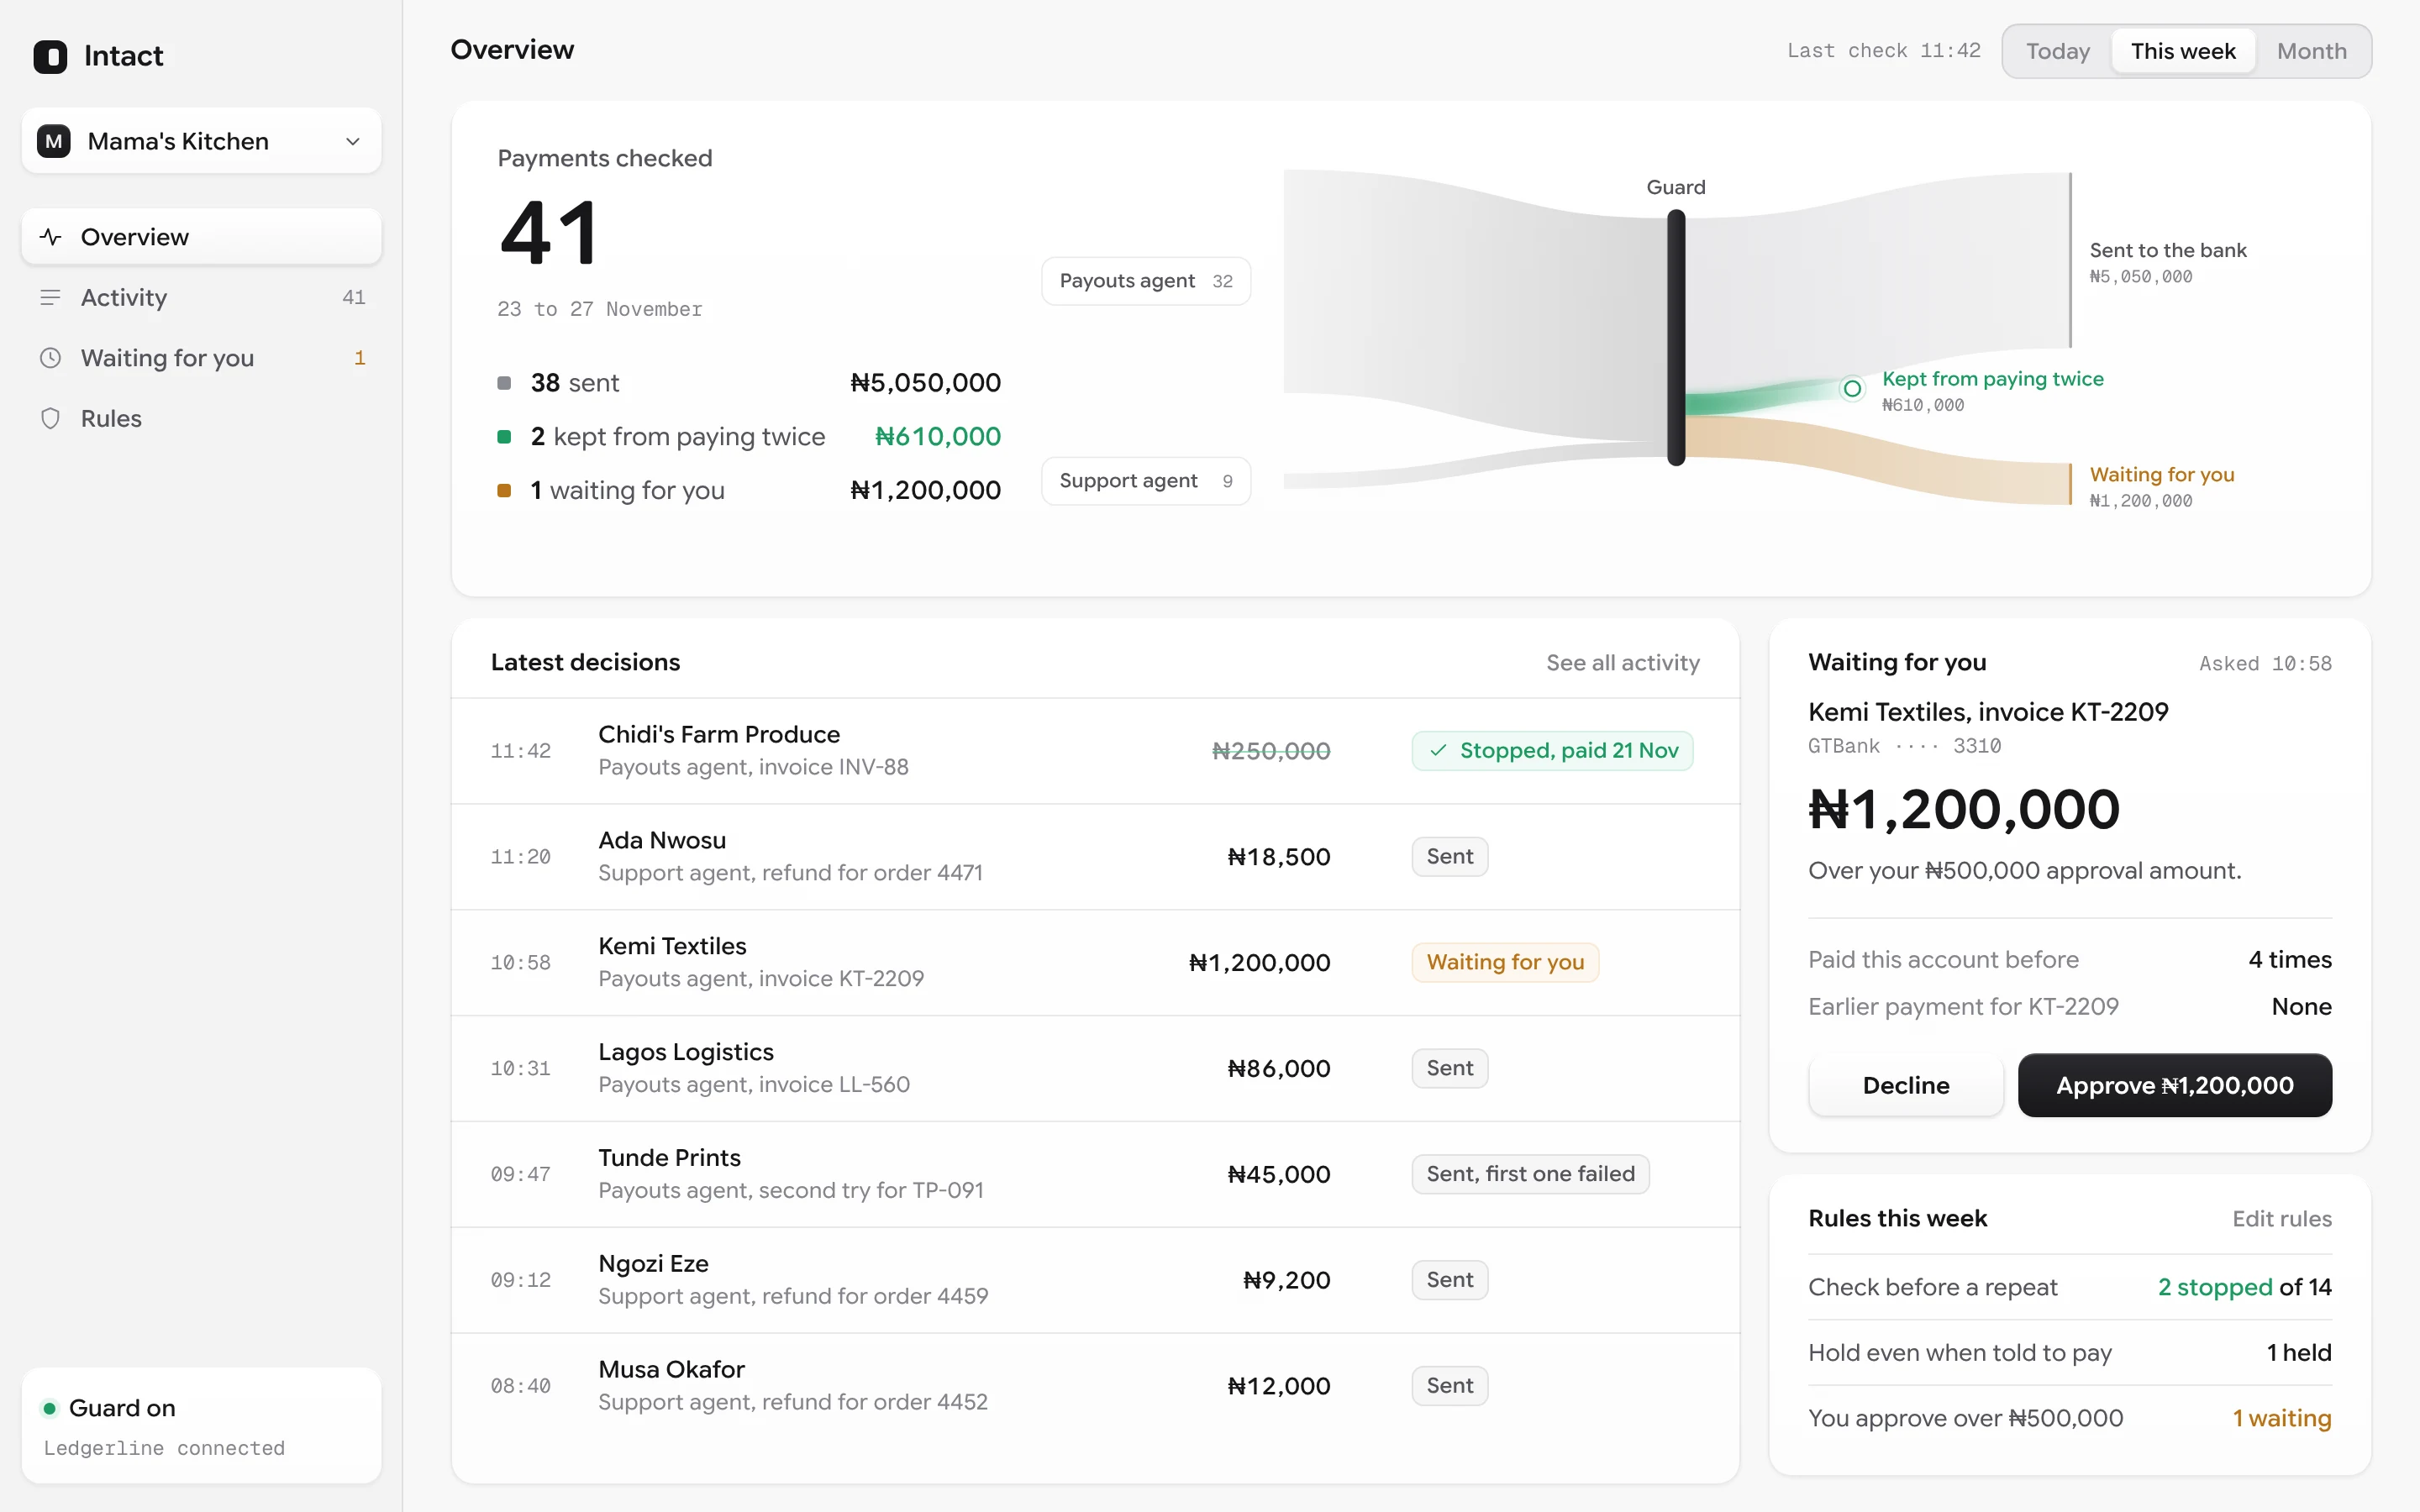 Intact
M Mama's Kitchen
Overview
Activity 41
Waiting for you 1
Rules
Guard on
Ledgerline connected
Overview
Last check 11:42
Today This week Month
Payments checked
41
23 to 27 November
38 sent ₦5,050,000
2 kept from paying twice ₦610,000
1 waiting for you ₦1,200,000
Payouts agent 32
Support agent 9
Guard
Sent to the bank
₦5,050,000
Kept from paying twice
₦610,000
Waiting for you
₦1,200,000
Latest decisions See all activity
11:42 Chidi's Farm Produce ₦250,000 Stopped, paid 21 Nov
Payouts agent, invoice INV-88
11:20 Ada Nwosu ₦18,500 Sent
Support agent, refund for order 4471
10:58 Kemi Textiles ₦1,200,000 Waiting for you
Payouts agent, invoice KT-2209
10:31 Lagos Logistics ₦86,000 Sent
Payouts agent, invoice LL-560
09:47 Tunde Prints ₦45,000 Sent, first one failed
Payouts agent, second try for TP-091
09:12 Ngozi Eze ₦9,200 Sent
Support agent, refund for order 4459
08:40 Musa Okafor ₦12,000 Sent
Support agent, refund for order 4452
Waiting for you Asked 10:58
Kemi Textiles, invoice KT-2209
GTBank ···· 3310
₦1,200,000
Over your ₦500,000 approval amount.
Paid this account before 4 times
Earlier payment for KT-2209 None
Decline Approve ₦1,200,000
Rules this week Edit rules
Check before a repeat 2 stopped of 14
Hold even when told to pay 1 held
You approve over ₦500,000 1 waiting